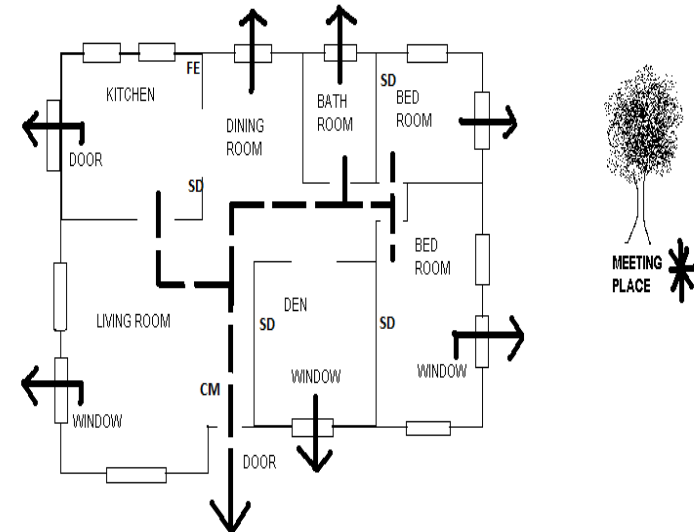 FE
KITCHEN
DINING
ROOM
BATH
ROOM
SD
BED
ROOM
DOOR
SD
BED
ROOM
MEETING
PLACE
LIVING ROOM
DEN
SD
SD
WINDOW
WINDOW
CM
WINDOW
DOOR